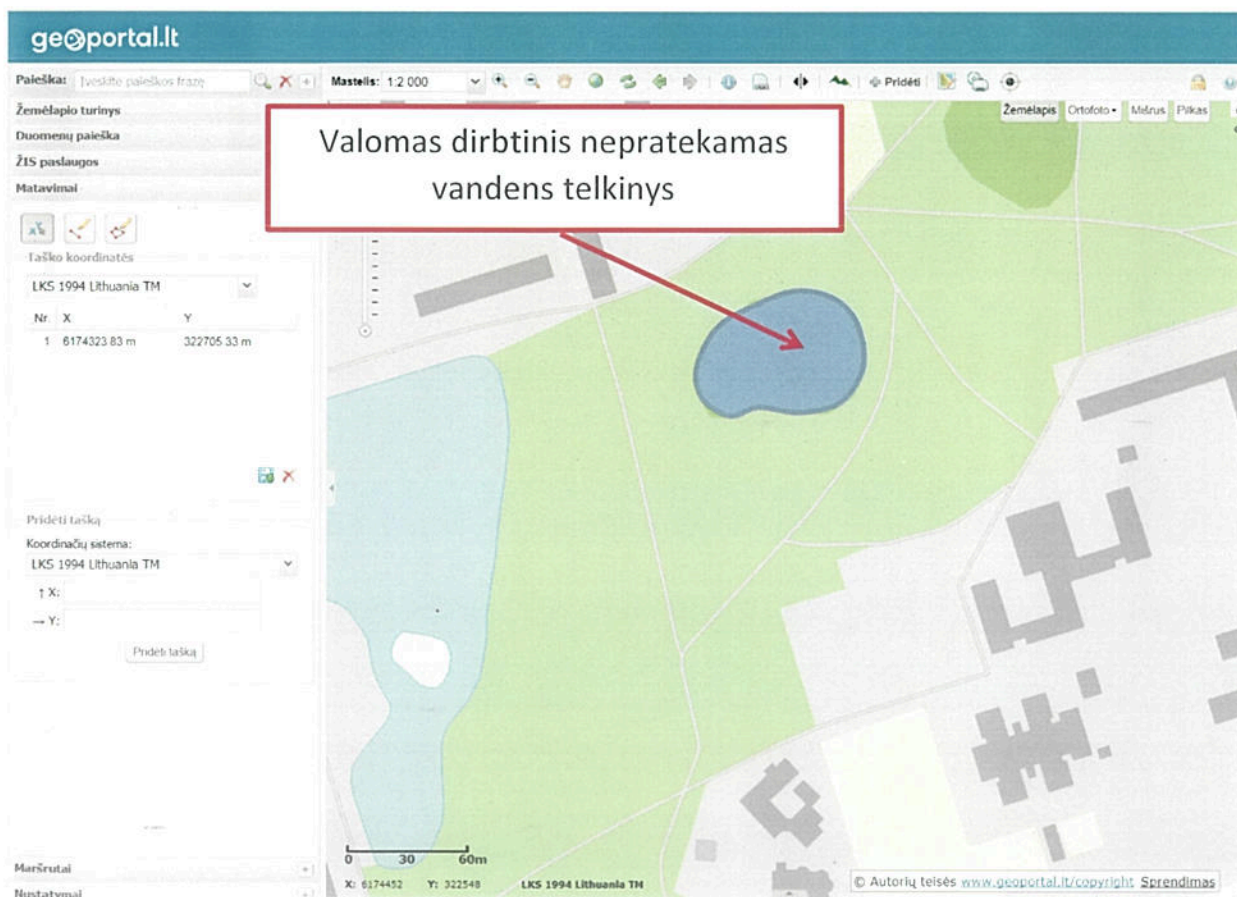 geoportal.lt
Paieška: Įveskite paieškos frazę
Mastelis: 1:2 000
Pridėti
Žemėlapio turinys
Duomenų paieška
ŽIS paslaugos
Matavimai
Žemėlapis Ortofoto Mišrus Pilkas
Valomas dirbtinis nepratekamas
vandens telkinys
Taško koordinatės
LKS 1994 Lithuania TM
Nr. X Y
1 6174323.83 m 322705.33 m
Pridėti tašką
Koordinačių sistema:
LKS 1994 Lithuania TM
↑ X:
→ Y:
Pridėti tašką
Maršrutai
Nustatymai
0 30 60m
X: 6174452 Y: 322548 LKS 1994 Lithuania TM
© Autorių teisės www.geoportal.lt/copyright Sprendimas